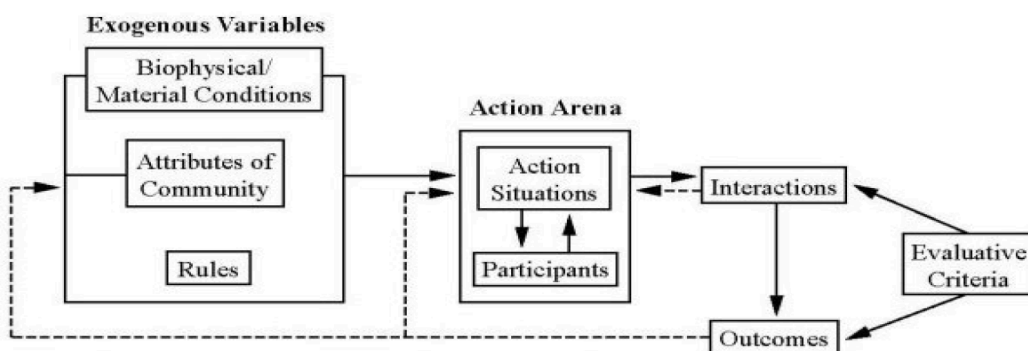 Exogenous Variables
Biophysical/
Material Conditions
Attributes of
Community
Rules
Action Arena
Action
Situations
Participants
Interactions
Evaluative
Criteria
Outcomes